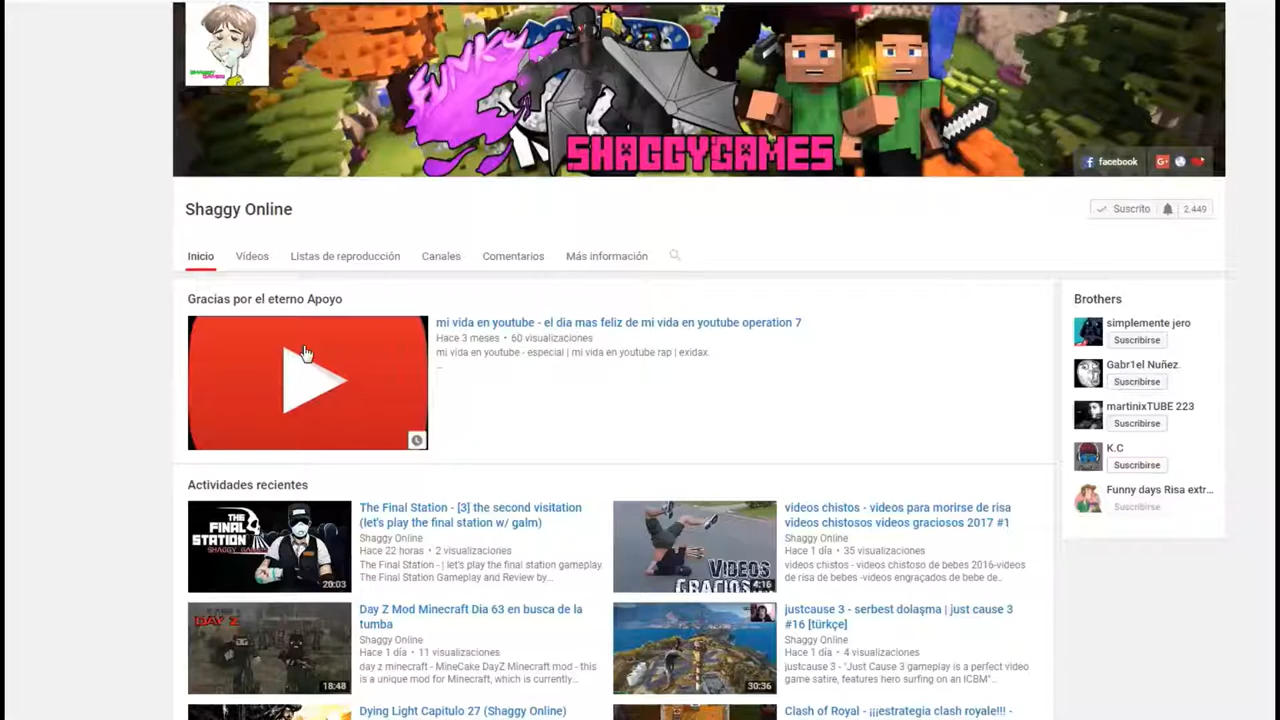 SHAGGYGAMES
facebook
Shaggy Online
Suscrito 2.449
Inicio Vídeos Listas de reproducción Canales Comentarios Más información
Gracias por el eterno Apoyo
mi vida en youtube - el dia mas feliz de mi vida en youtube operation 7
Hace 3 meses • 60 visualizaciones
mi vida en youtube - especial | mi vida en youtube rap | exidax.
...
Brothers
simplemente jero
Suscribirse
Gabr1el Nuñez
Suscribirse
martinixTUBE 223
Suscribirse
K.C
Suscribirse
Funny days Risa extr...
Suscribirse
Actividades recientes
THE FINAL STATION
SHAGGY GAMES
20:03
The Final Station - [3] the second visitation
(let's play the final station w/ galm)
Shaggy Online
Hace 22 horas • 2 visualizaciones
The Final Station - | let's play the final station gameplay
The Final Station Gameplay and Review by...
VIDEOS
GRACIOSOS
4:16
videos chistos - videos para morirse de risa
videos chistosos videos graciosos 2017 #1
Shaggy Online
Hace 1 día • 35 visualizaciones
videos chistos - videos chistoso de bebes 2016-videos
de risa de bebes -videos engraçados de bebe de..
DAY Z
18:48
Day Z Mod Minecraft Dia 63 en busca de la
tumba
Shaggy Online
Hace 1 día • 11 visualizaciones
day z minecraft - MineCake DayZ Minecraft mod - this
is a unique mod for Minecraft, which is currently...
30:36
justcause 3 - serbest dolaşma | just cause 3
#16 [türkçe]
Shaggy Online
Hace 1 día • 4 visualizaciones
justcause 3 - "Just Cause 3 gameplay is a perfect video
game satire, features hero surfing on an ICBM"...
Dying Light Capitulo 27 (Shaggy Online)
Clash of Royal - ¡¡¡estrategia clash royale!!! -